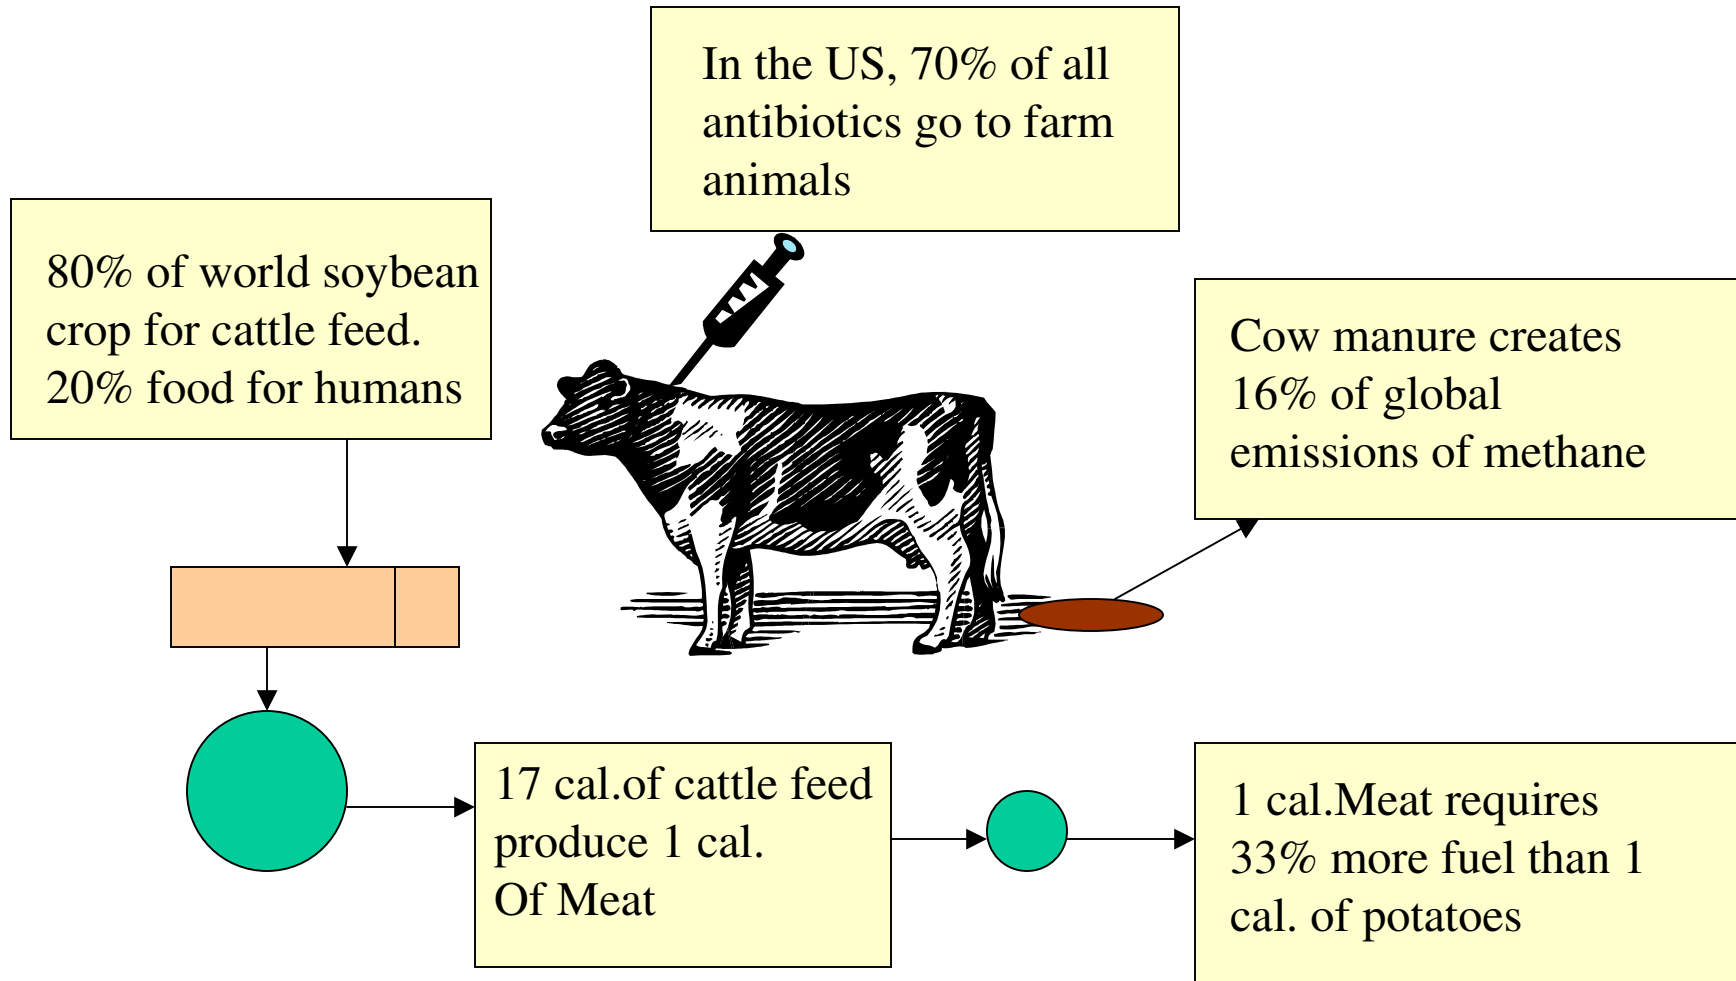 In the US, 70% of all
antibiotics go to farm
animals
80% of world soybean
crop for cattle feed.
20% food for humans
Cow manure creates
16% of global
emissions of methane
17 cal.of cattle feed
produce 1 cal.
Of Meat
1 cal.Meat requires
33% more fuel than 1
cal. of potatoes